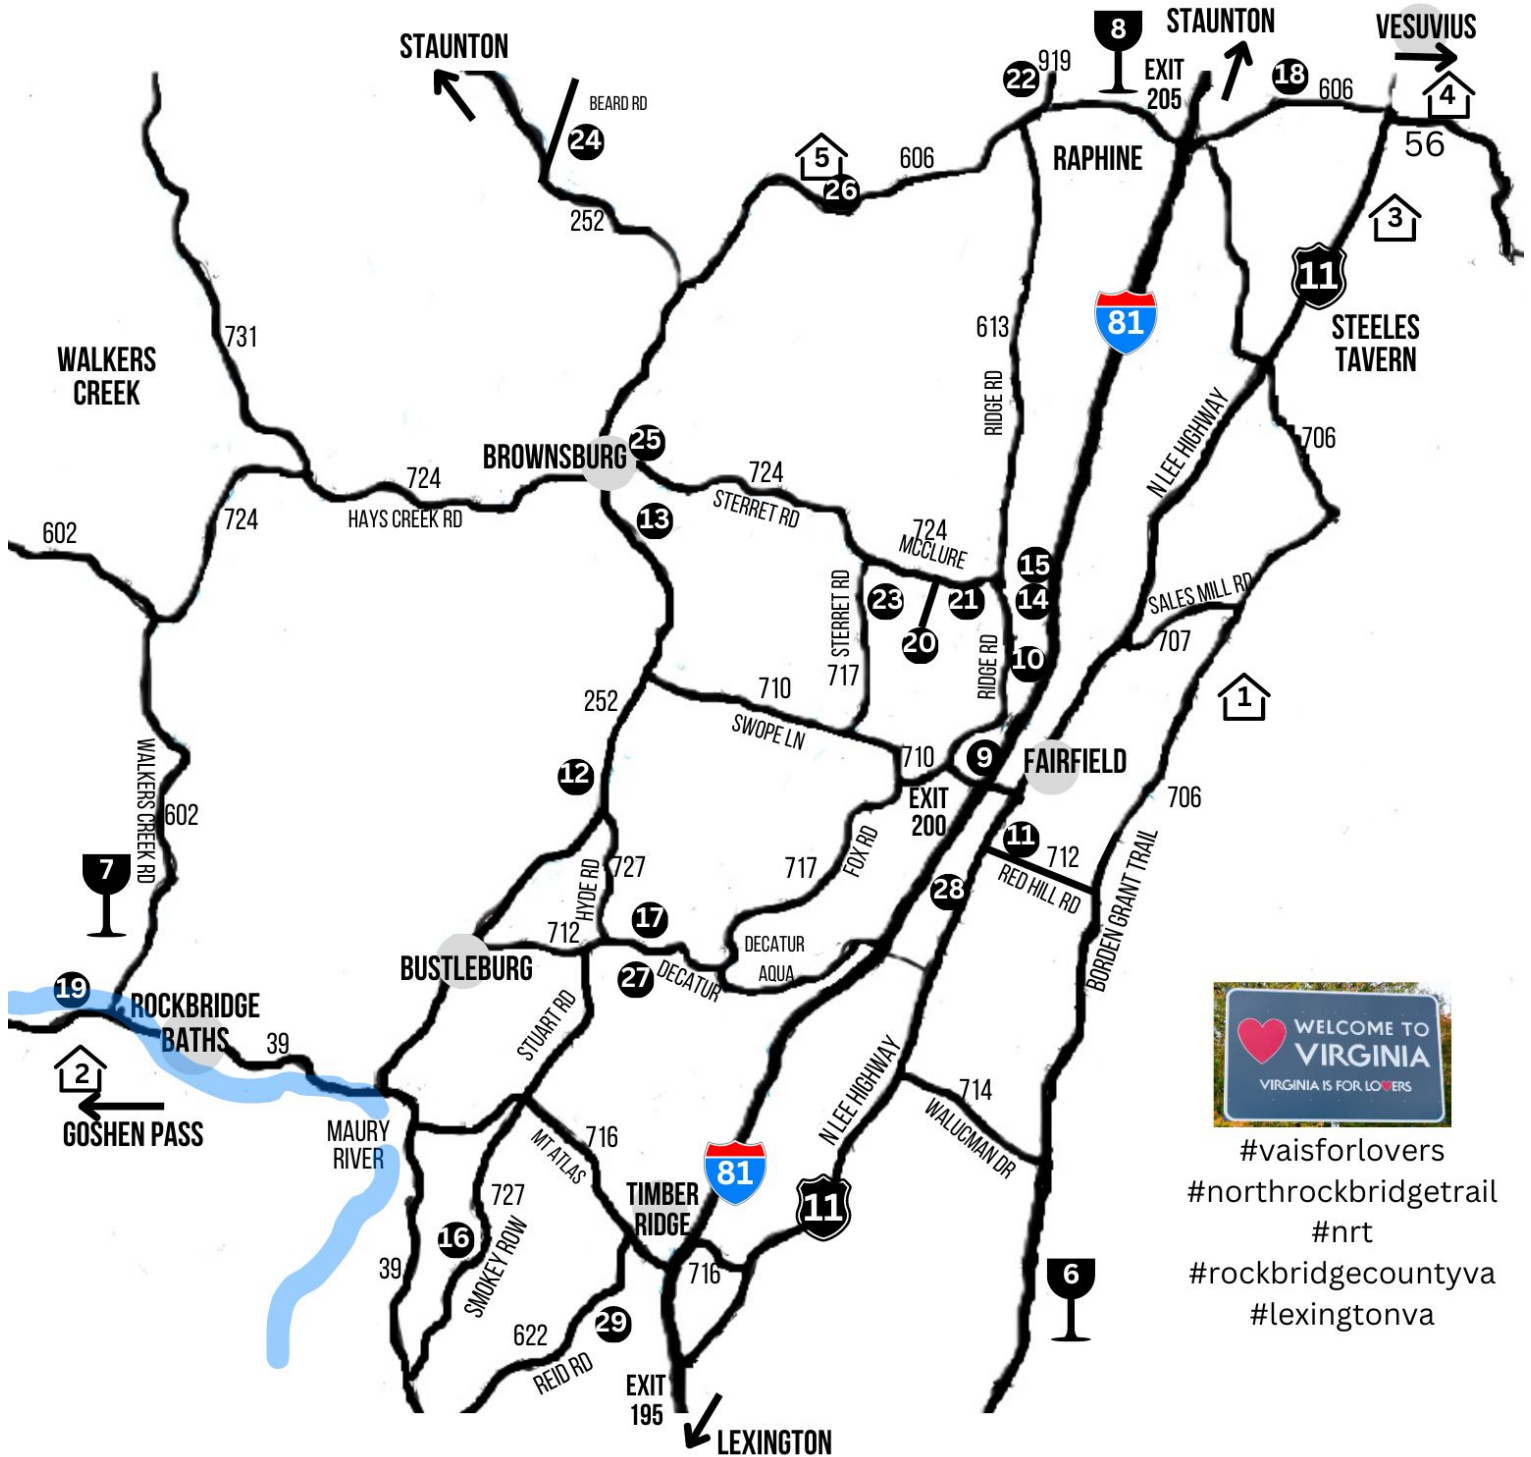 STAUNTON
BEARD RD
24
252
919
22
8
EXIT
205
STAUNTON
18
606
VESUVIUS
4
56
5
26
606
RAPHINE
3
11
STEELES
TAVERN
731
WALKERS
CREEK
613
RIDGE RD
81
N LEE HIGHWAY
706
BROWNSBURG
25
724
HAYS CREEK RD
724
602
13
724
STERRET RD
724
MCCLURE
15
14
23
21
20
STERRET RD
717
RIDGE RD
10
SALES MILL RD
707
1
252
710
SWOPE LN
12
710
9
FAIRFIELD
EXIT
200
706
WALKERS CREEK RD
602
7
HYDE RD
727
717
FOX RD
11
712
RED HILL RD
28
BORDEN GRANT TRAIL
17
712
BUSTLEBURG
27
DECATUR
DECATUR
AQUA
19
ROCKBRIDGE
BATHS
39
2
GOSHEN PASS
STUART RD
MAURY
RIVER
MT ATLAS
716
N LEE HIGHWAY
714
WALUCMAN DR
81
11
TIMBER
RIDGE
727
16
SMOKEY ROW
39
716
622
REID RD
29
EXIT
195
LEXINGTON
6
WELCOME TO
VIRGINIA
VIRGINIA IS FOR LO♥ERS
#vaisforlovers
#northrockbridgetrail
#nrt
#rockbridgecountyva
#lexingtonva